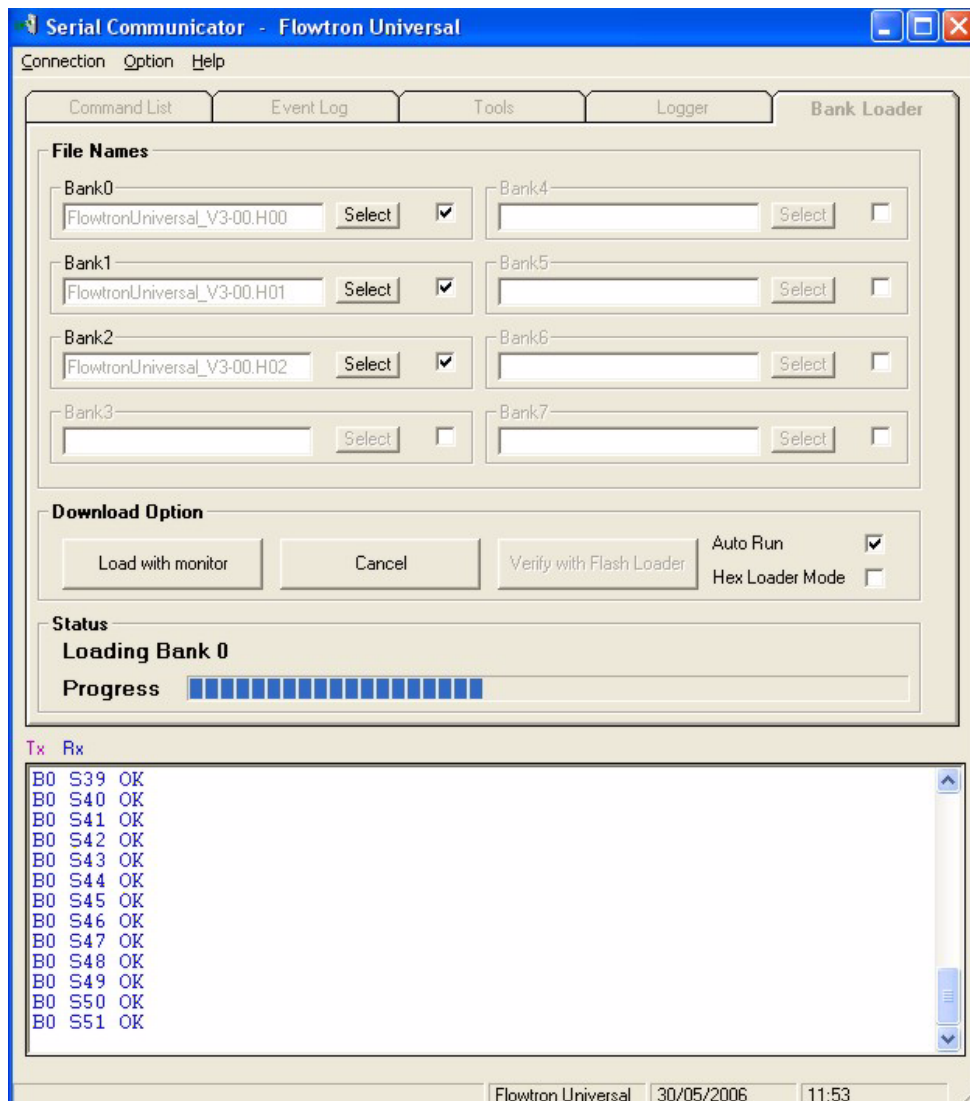 Serial Communicator - Flowtron Universal
Connection Option Help
Command List Event Log Tools Logger Bank Loader
File Names
Bank0
FlowtronUniversal_V3-00.H00 Select
Bank1
FlowtronUniversal_V3-00.H01 Select
Bank2
FlowtronUniversal_V3-00.H02 Select
Bank3
Select
Bank4
Select
Bank5
Select
Bank6
Select
Bank7
Select
Download Option
Load with monitor Cancel Verify with Flash Loader
Auto Run
Hex Loader Mode
Status
Loading Bank 0
Progress
Tx Rx
B0 S39 OK
B0 S40 OK
B0 S41 OK
B0 S42 OK
B0 S43 OK
B0 S44 OK
B0 S45 OK
B0 S46 OK
B0 S47 OK
B0 S48 OK
B0 S49 OK
B0 S50 OK
B0 S51 OK
Flowtron Universal 30/05/2006 11:53